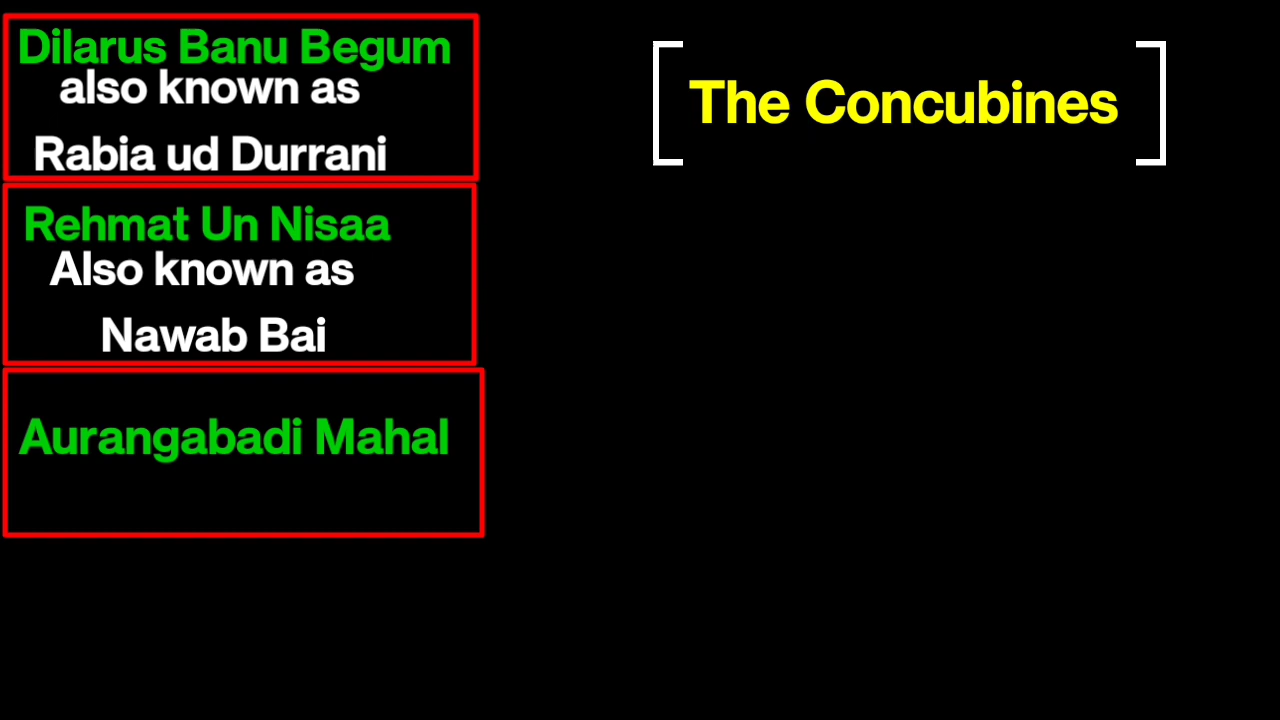 Dilarus Banu Begum
also known as
Rabia ud Durrani
Rehmat Un Nisaa
Also known as
Nawab Bai
Aurangabadi Mahal
The Concubines